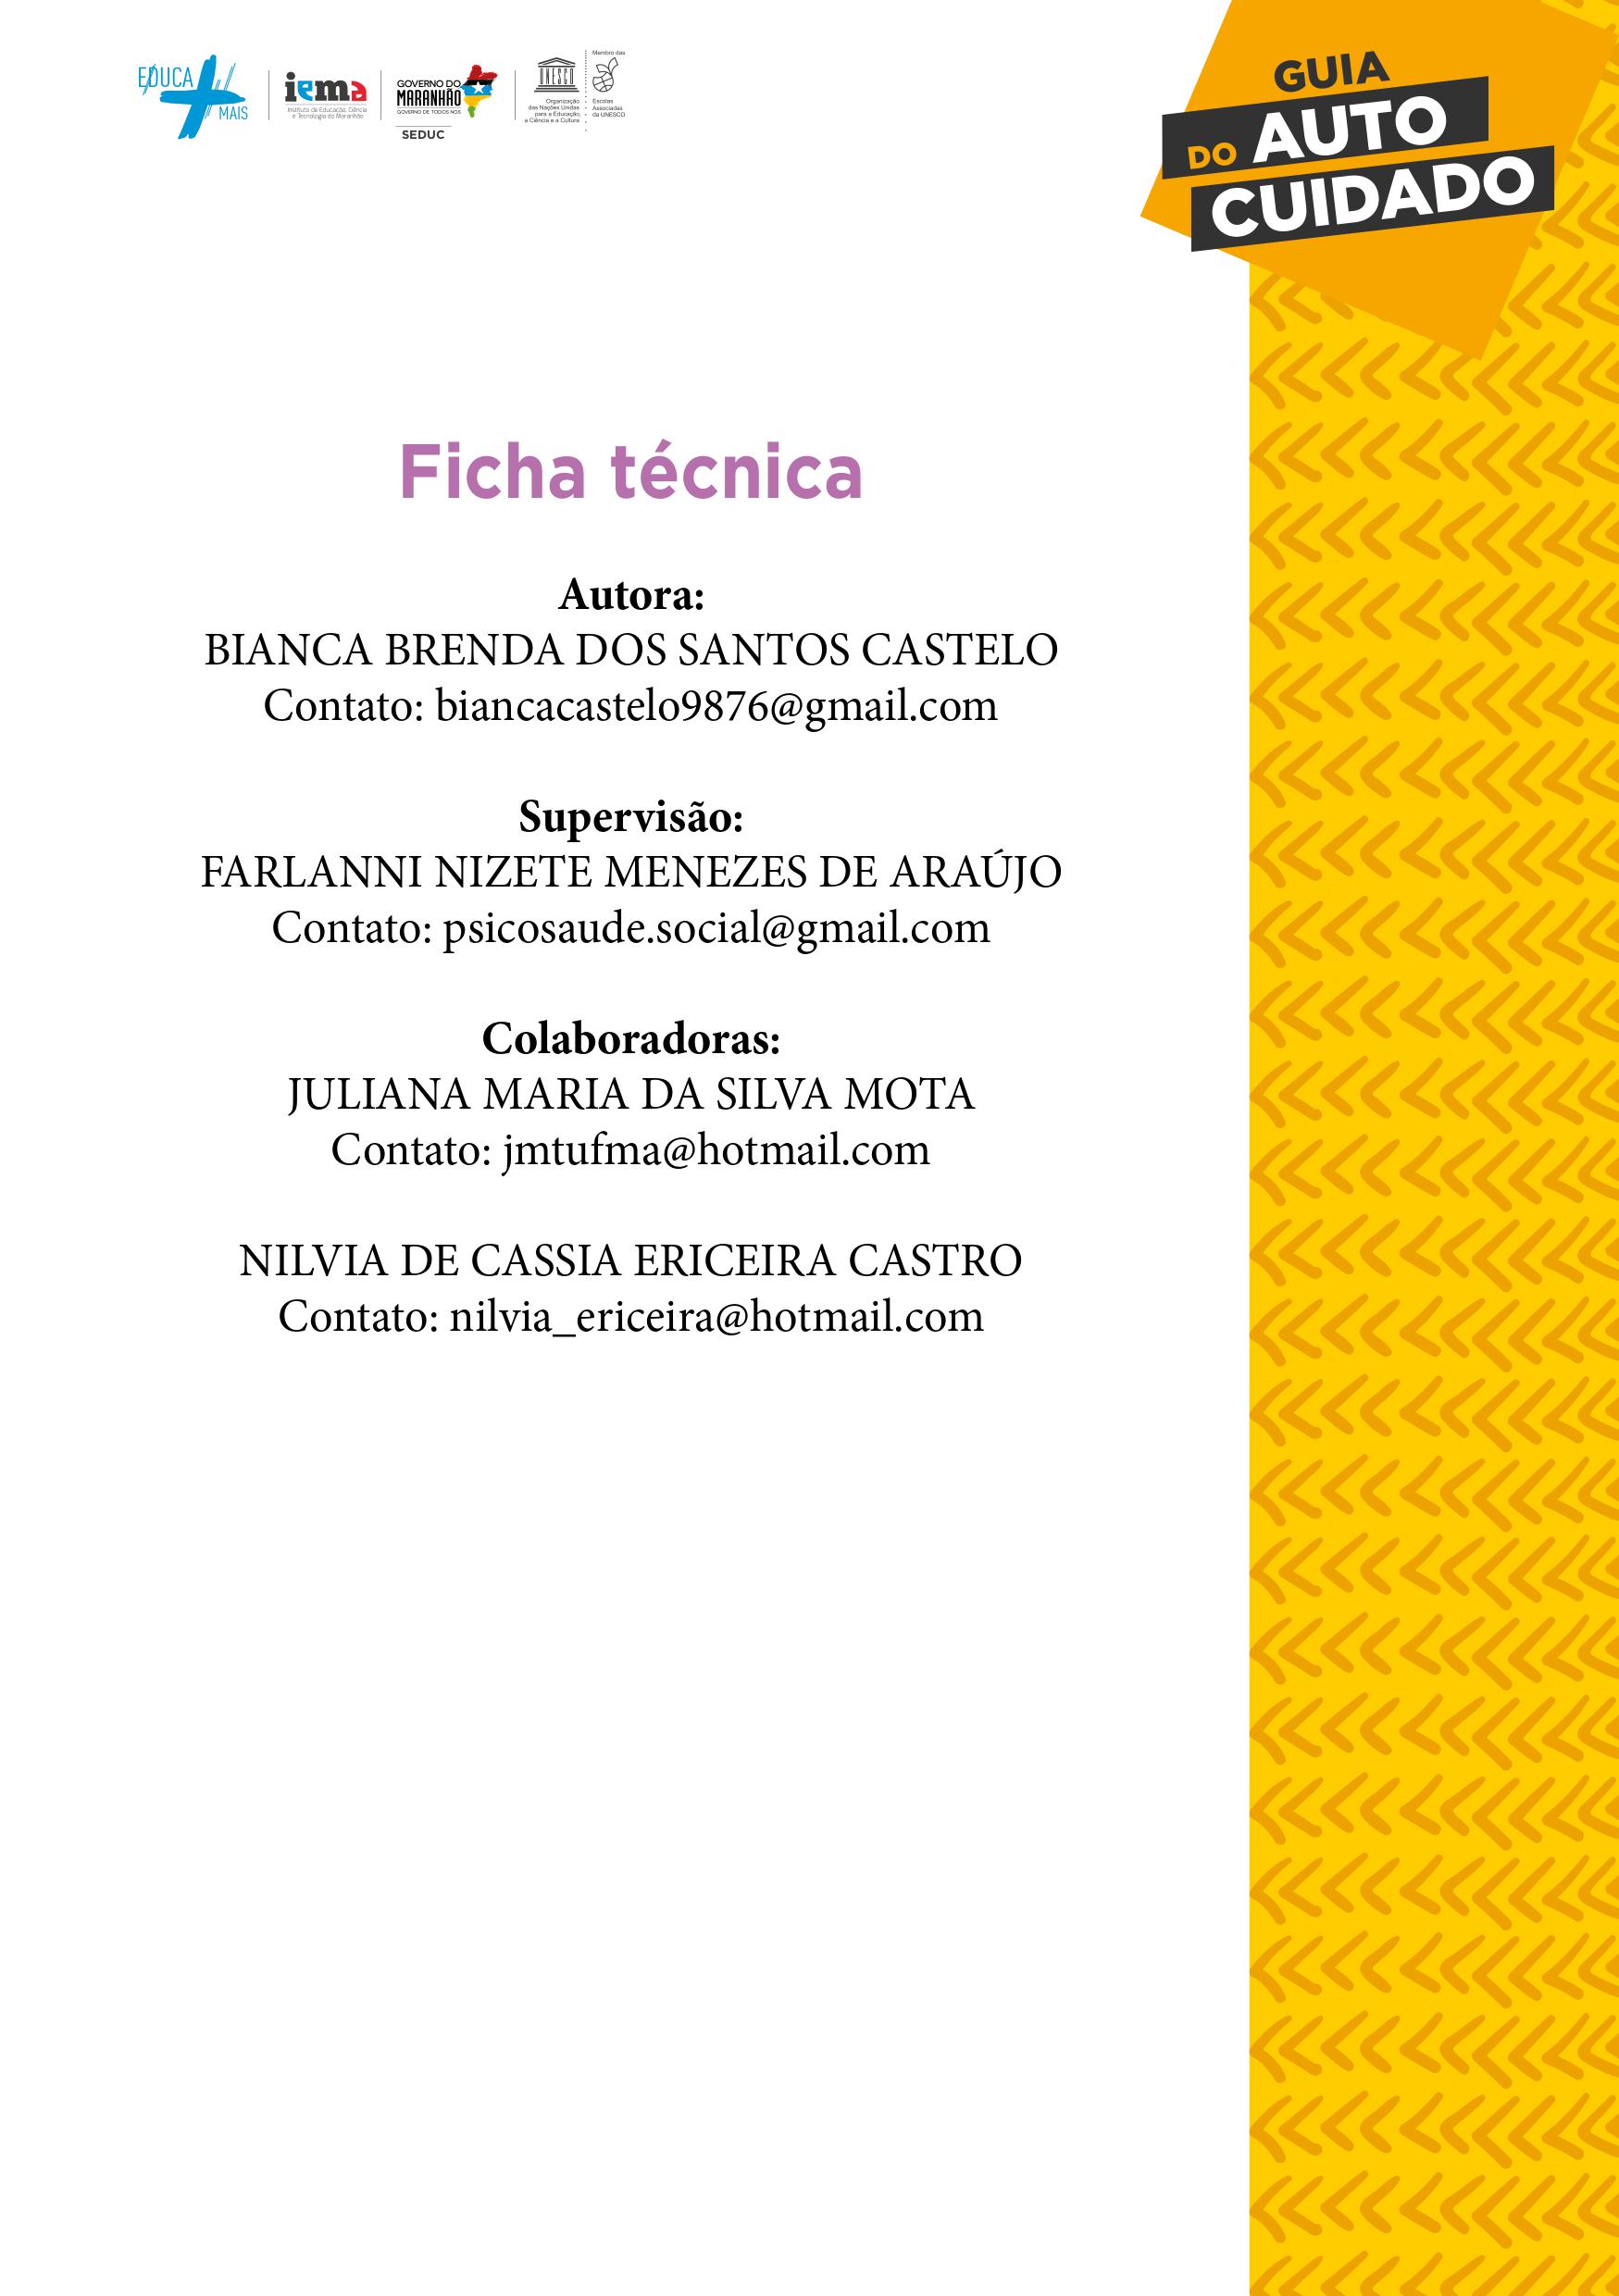 EDUCA
MAIS
iema
Instituto de Educação, Ciência
e Tecnologia do Maranhão
GOVERNO DO
MARANHÃO
GOVERNO DE TODOS NÓS
SEDUC
UNESCO
Organização
das Nações Unidas
para a Educação,
a Ciência e a Cultura
Membro das
Escolas
Associadas
da UNESCO
GUIA
DO AUTO
CUIDADO
Ficha técnica
Autora:
BIANCA BRENDA DOS SANTOS CASTELO
Contato: biancacastelo9876@gmail.com
Supervisão:
FARLANNI NIZETE MENEZES DE ARAÚJO
Contato: psicosaude.social@gmail.com
Colaboradoras:
JULIANA MARIA DA SILVA MOTA
Contato: jmtufma@hotmail.com
NILVIA DE CASSIA ERICEIRA CASTRO
Contato: nilvia_ericeira@hotmail.com